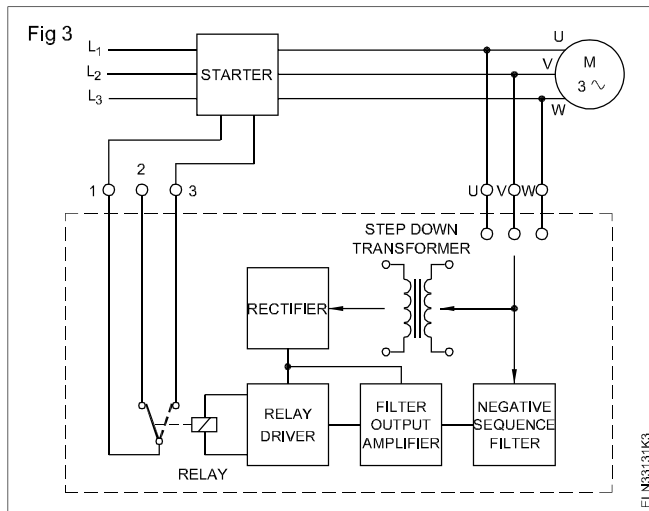 Fig 3
L1
L2
L3
STARTER
U
V
W
M
3 ~
1
2
3
U
V
W
STEP DOWN
TRANSFORMER
RECTIFIER
RELAY
DRIVER
FILTER
OUTPUT
AMPLIFIER
NEGATIVE
SEQUENCE
FILTER
RELAY
ELN33131K3